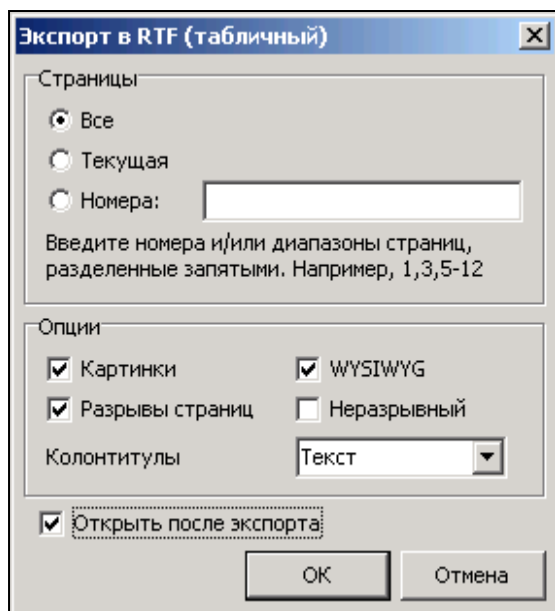 Экспорт в RTF (табличный)
Страницы
Все
Текущая
Номера:
Введите номера и/или диапазоны страниц,
разделенные запятыми. Например, 1,3,5-12
Опции
Картинки WYSIWYG
Разрывы страниц Неразрывный
Колонтитулы Текст
Открыть после экспорта
ОК Отмена